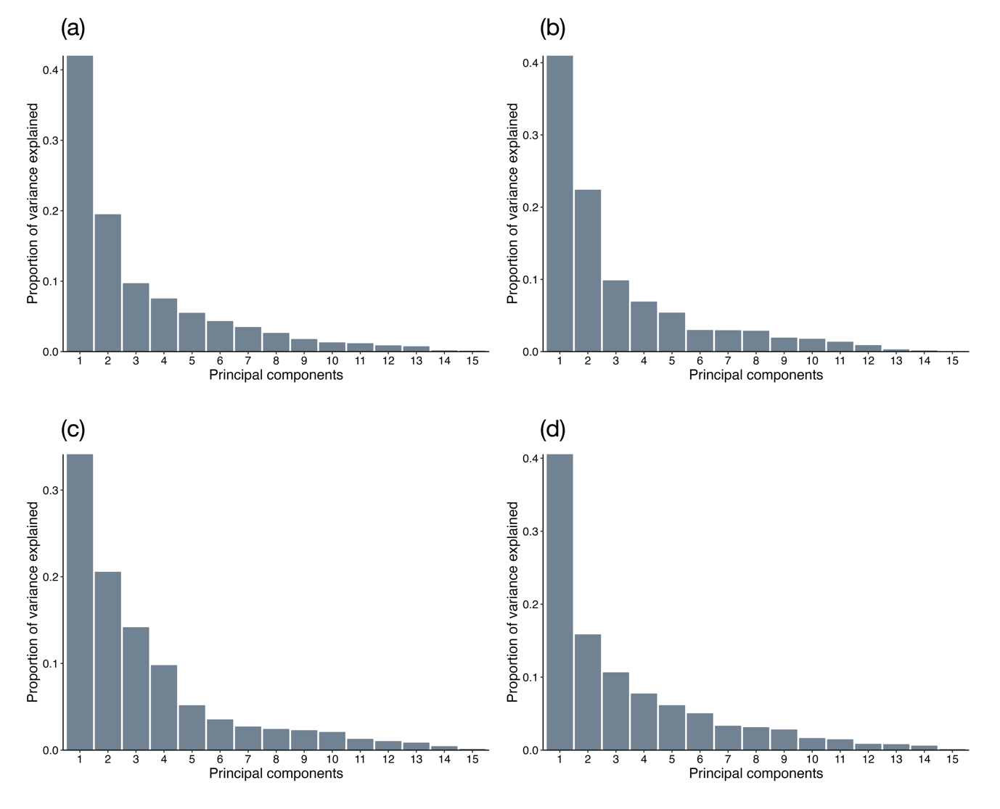 (a)
Proportion of variance explained
0.4
0.3
0.2
0.1
0.0
1 2 3 4 5 6 7 8 9 10 11 12 13 14 15
Principal components
(b)
Proportion of variance explained
0.4
0.3
0.2
0.1
0.0
1 2 3 4 5 6 7 8 9 10 11 12 13 14 15
Principal components
(c)
Proportion of variance explained
0.3
0.2
0.1
0.0
1 2 3 4 5 6 7 8 9 10 11 12 13 14 15
Principal components
(d)
Proportion of variance explained
0.4
0.3
0.2
0.1
0.0
1 2 3 4 5 6 7 8 9 10 11 12 13 14 15
Principal components